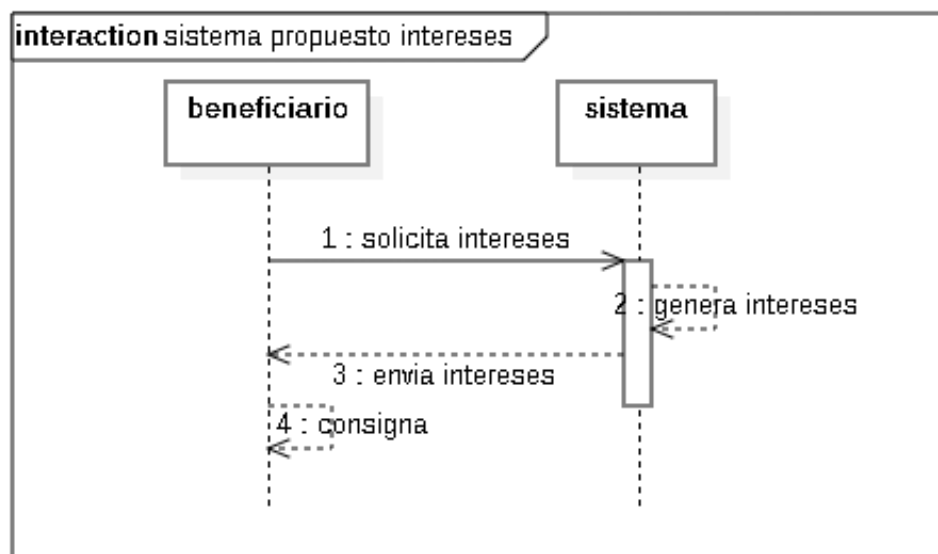 interaction sistema propuesto intereses
beneficiario
sistema
1 : solicita intereses
2 : genera intereses
3 : envia intereses
4 : consigna